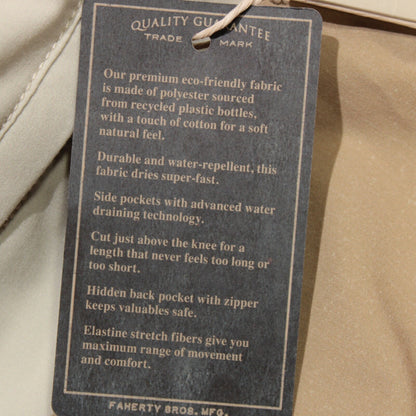 QUALITY GUARANTEE
TRADE MARK
Our premium eco-friendly fabric
is made of polyester sourced
from recycled plastic bottles,
with a touch of cotton for a soft
natural feel.
Durable and water-repellent, this
fabric dries super-fast.
Side pockets with advanced water
draining technology.
Cut just above the knee for a
length that never feels too long or
too short.
Hidden back pocket with zipper
keeps valuables safe.
Elastine stretch fibers give you
maximum range of movement
and comfort.
FAHERTY BROS. MFG.